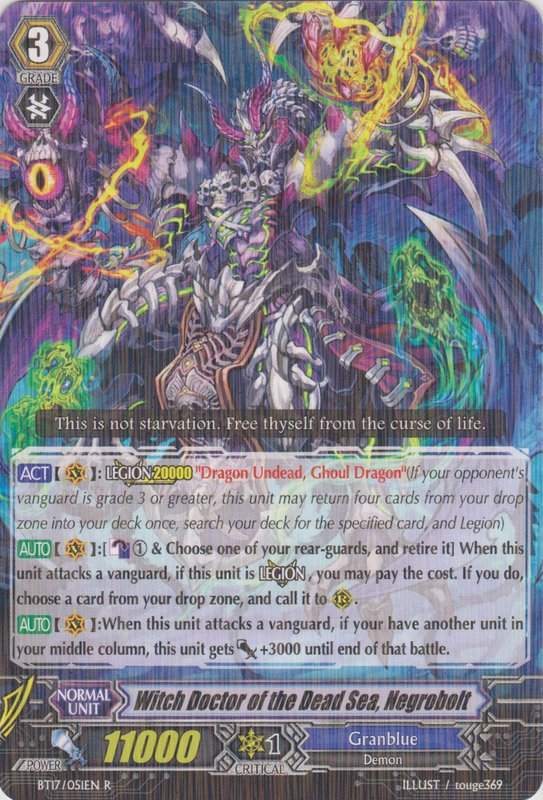 3
GRADE
This is not starvation. Free thyself from the curse of life.
ACT【 】: LEGION 20000 "Dragon Undead, Ghoul Dragon"(If your opponent's
vanguard is grade 3 or greater, this unit may return four cards from your drop
zone into your deck once, search your deck for the specified card, and Legion)
AUTO【 】:[ ① & Choose one of your rear-guards, and retire it] When this
unit attacks a vanguard, if this unit is LEGION, you may pay the cost. If you do,
choose a card from your drop zone, and call it to R.
AUTO【 】:When this unit attacks a vanguard, if your have another unit in
your middle column, this unit gets +3000 until end of that battle.
NORMAL UNIT
Witch Doctor of the Dead Sea, Negrobolt
POWER
11000
1
CRITICAL
Granblue
Demon
BT17/051EN R
ILLUST / touge369